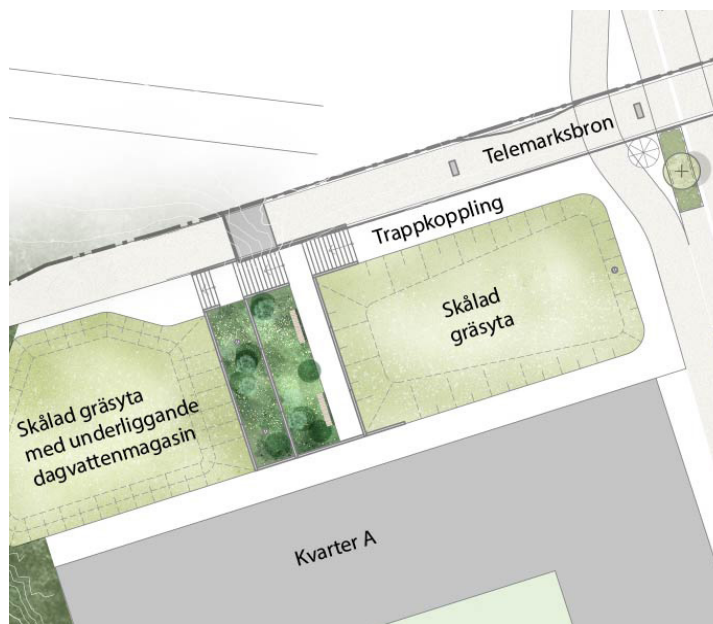 Telemarksbron
Trappkoppling
Skålad
gräsyta
Skålad gräsyta
med underliggande
dagvattenmagasin
Kvarter A